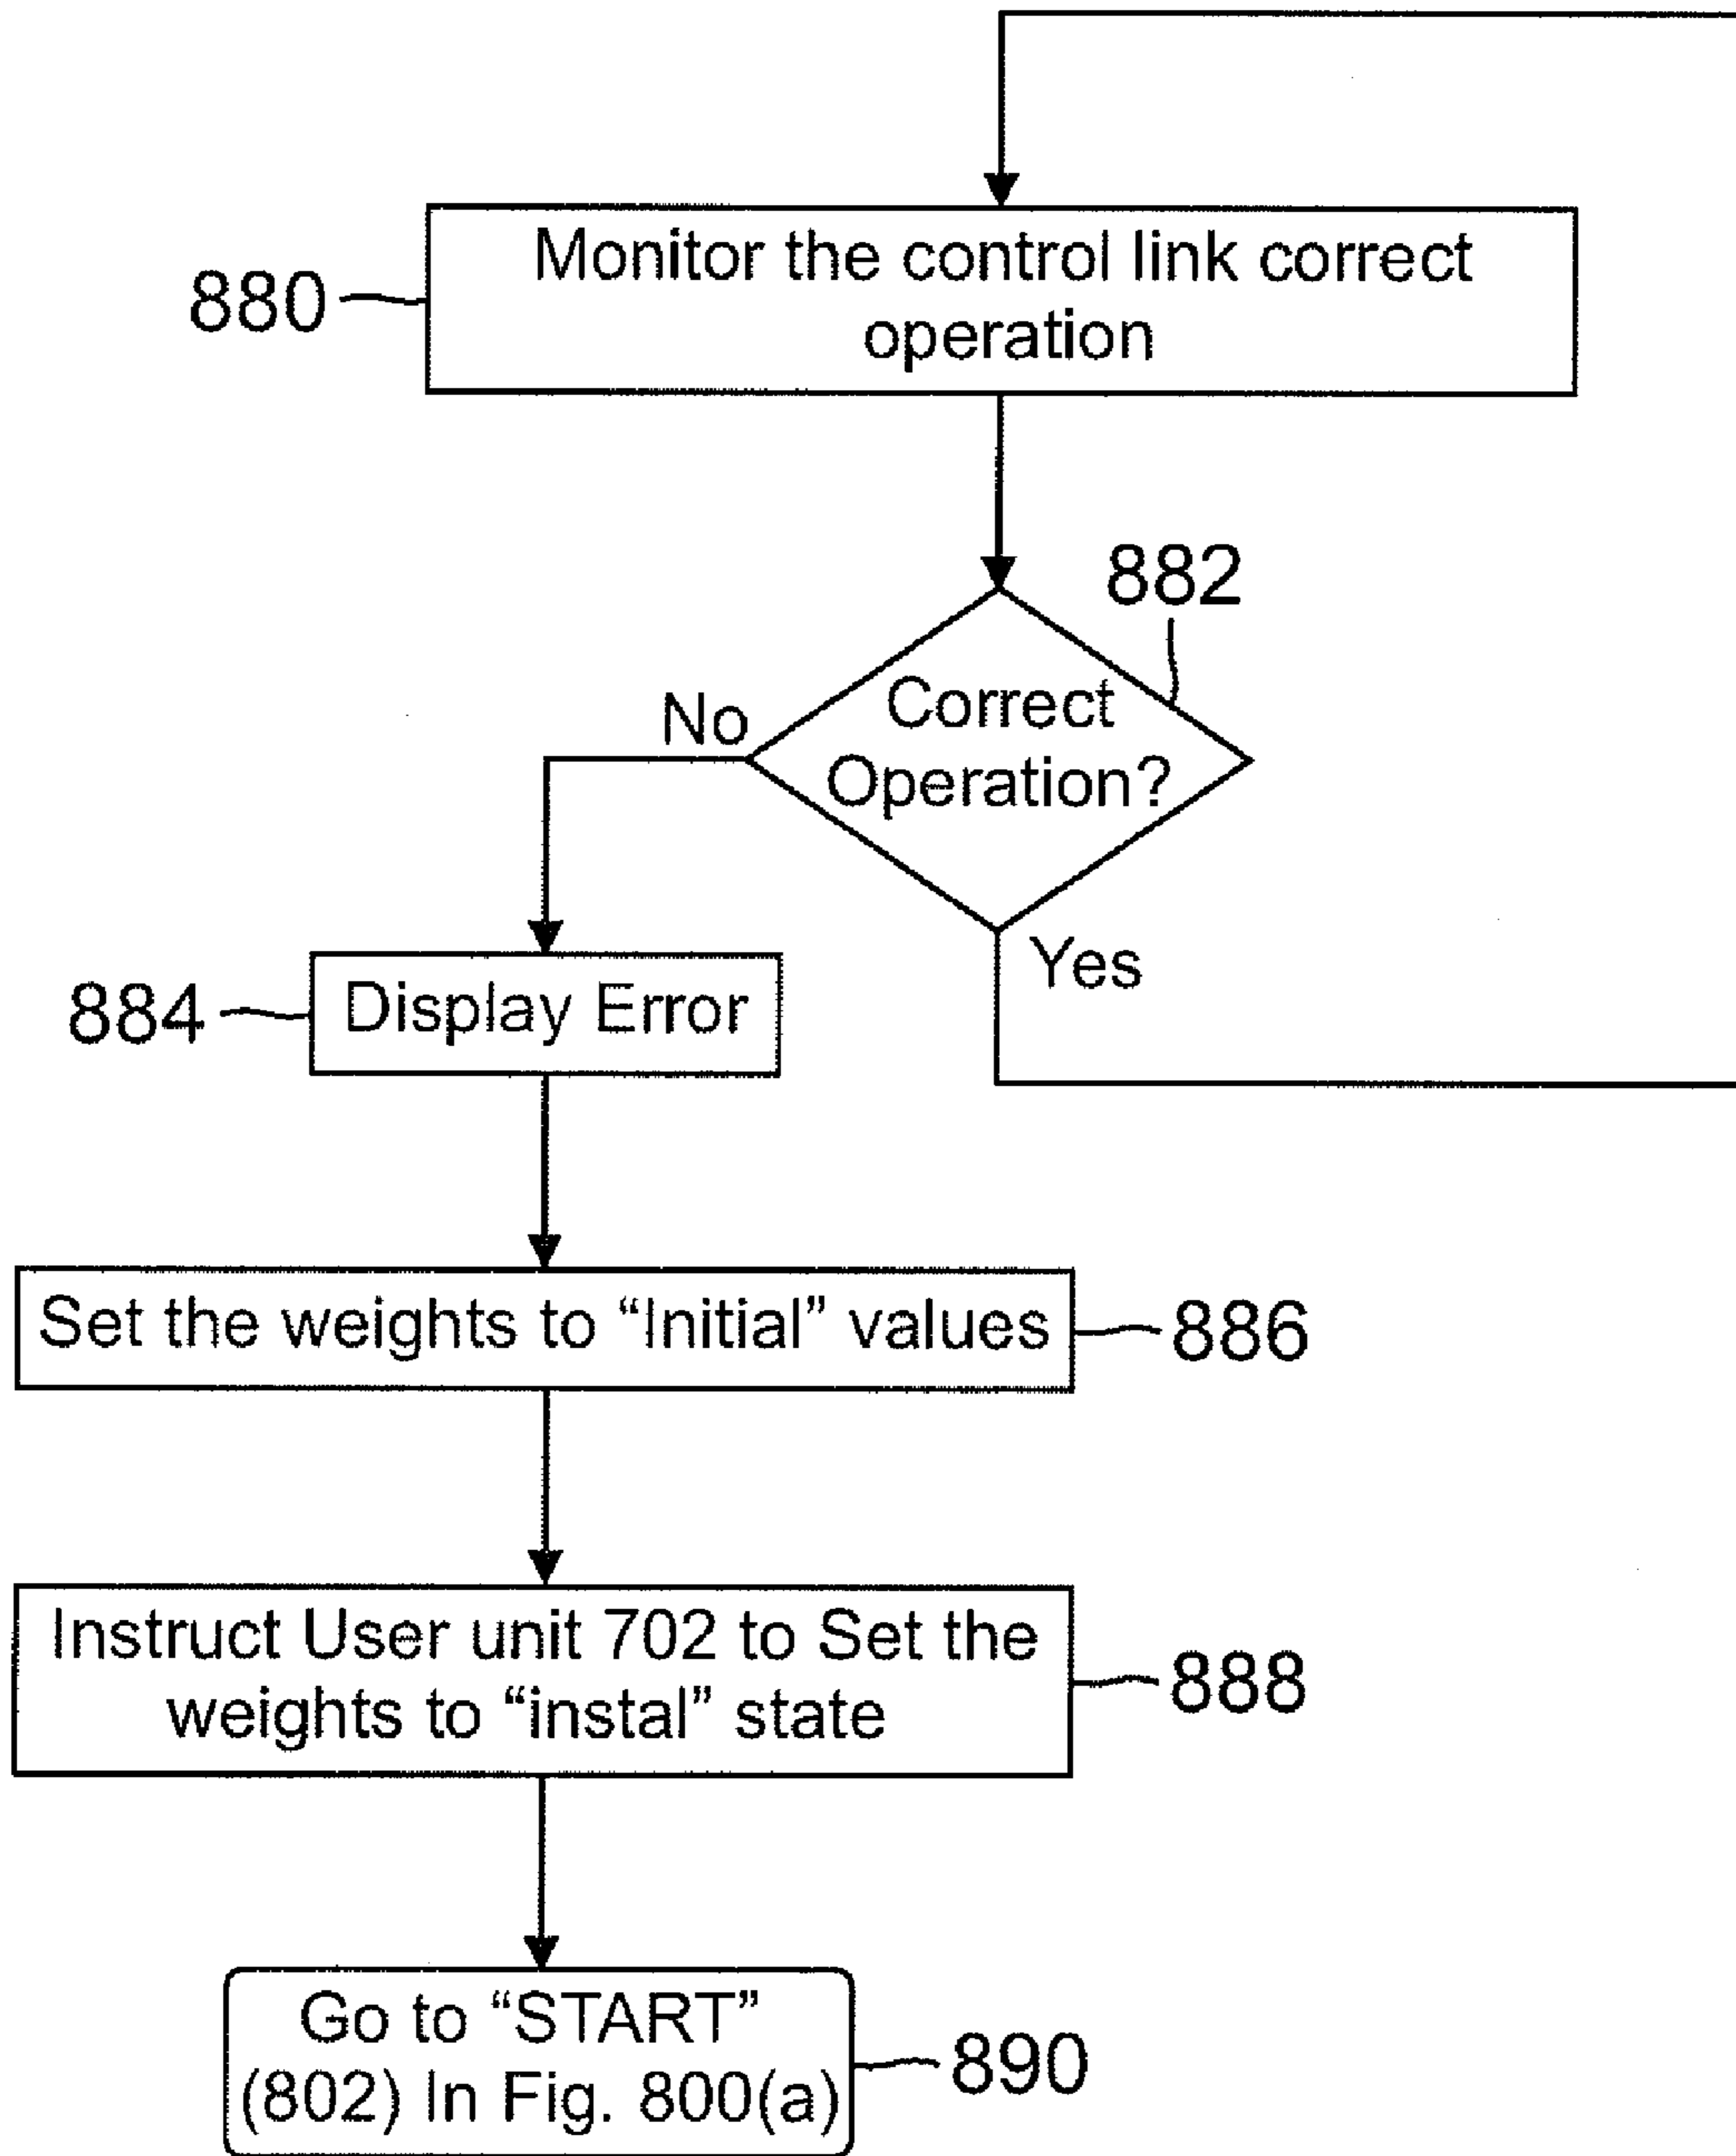 Monitor the control link correct
operation
880
882
Correct
Operation?
No
Yes
Display Error
884
Set the weights to “Initial” values
886
Instruct User unit 702 to Set the
weights to “instal” state
888
Go to “START”
(802) In Fig. 800(a)
890